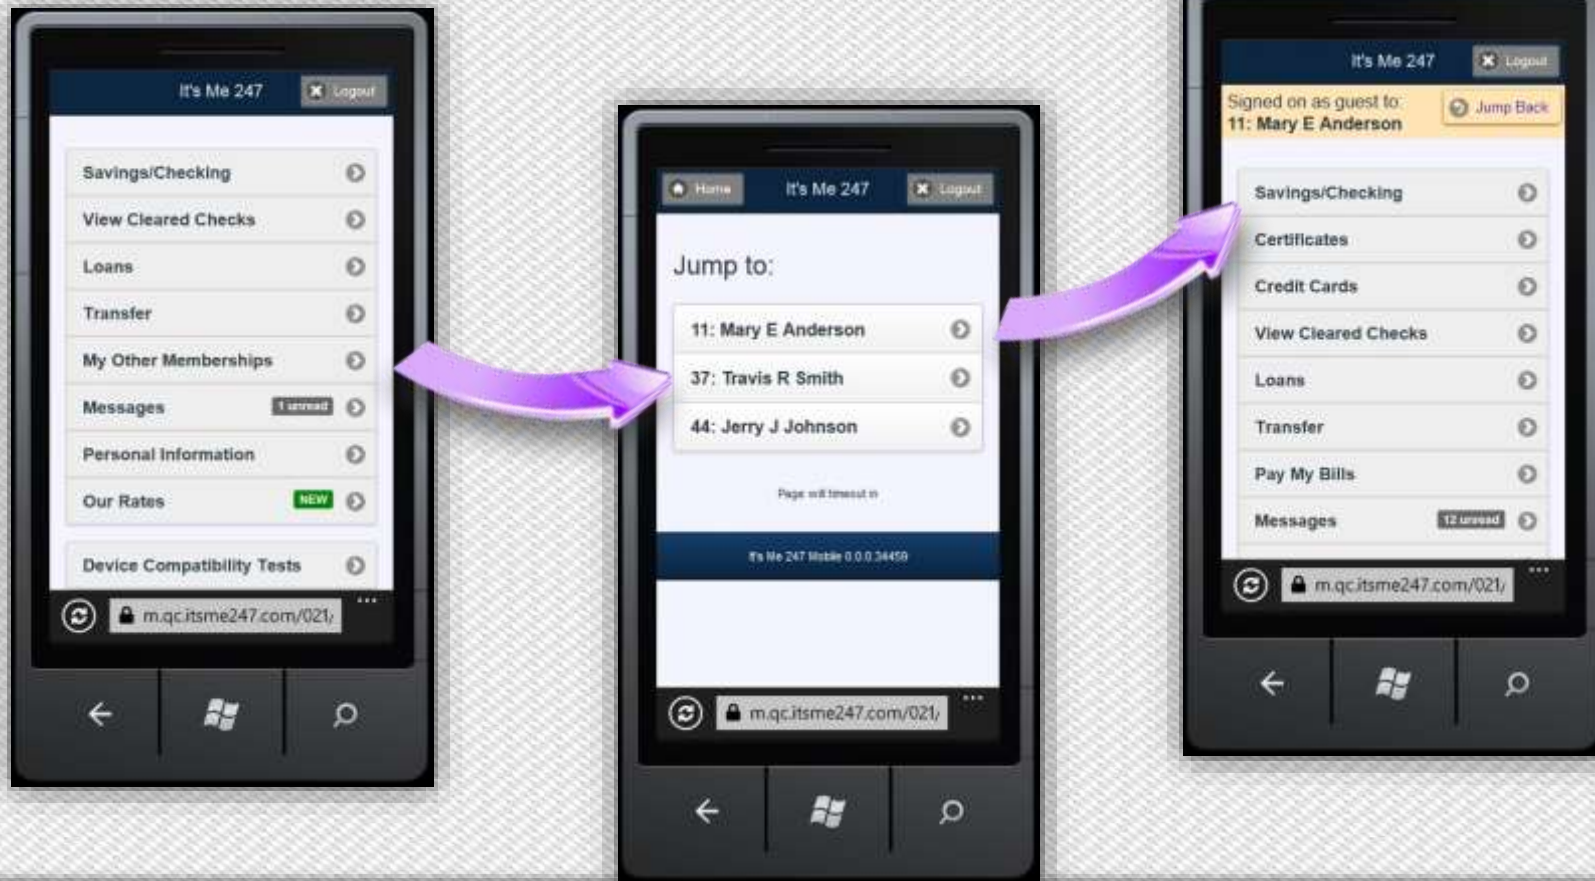 It's Me 247
Logout
Savings/Checking
View Cleared Checks
Loans
Transfer
My Other Memberships
Messages 1 unread
Personal Information
Our Rates NEW
Device Compatibility Tests
m.qc.itsme247.com/021/
Home It's Me 247 Logout
Jump to:
11: Mary E Anderson
37: Travis R Smith
44: Jerry J Johnson
Page will timeout in
It's Me 247 Mobile 0.0.0.34459
m.qc.itsme247.com/021/
It's Me 247 Logout
Signed on as guest to:
11: Mary E Anderson
Jump Back
Savings/Checking
Certificates
Credit Cards
View Cleared Checks
Loans
Transfer
Pay My Bills
Messages 12 unread
m.qc.itsme247.com/021/